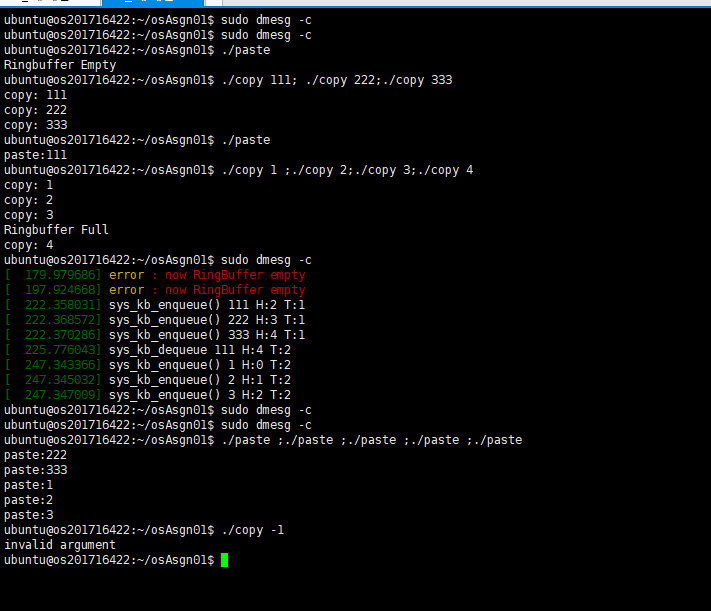 ubuntu@os201716422:~/osAsgn01$ sudo dmesg -c
ubuntu@os201716422:~/osAsgn01$ sudo dmesg -c
ubuntu@os201716422:~/osAsgn01$ ./paste
Ringbuffer Empty
ubuntu@os201716422:~/osAsgn01$ ./copy 111; ./copy 222;./copy 333
copy: 111
copy: 222
copy: 333
ubuntu@os201716422:~/osAsgn01$ ./paste
paste:111
ubuntu@os201716422:~/osAsgn01$ ./copy 1 ;./copy 2;./copy 3;./copy 4
copy: 1
copy: 2
copy: 3
Ringbuffer Full
copy: 4
ubuntu@os201716422:~/osAsgn01$ sudo dmesg -c
[  179.979686] error : now RingBuffer empty
[  197.924668] error : now RingBuffer empty
[  222.358031] sys_kb_enqueue() 111 H:2 T:1
[  222.368572] sys_kb_enqueue() 222 H:3 T:1
[  222.370286] sys_kb_enqueue() 333 H:4 T:1
[  225.776043] sys_kb_dequeue 111 H:4 T:2
[  247.343366] sys_kb_enqueue() 1 H:0 T:2
[  247.345032] sys_kb_enqueue() 2 H:1 T:2
[  247.347009] sys_kb_enqueue() 3 H:2 T:2
ubuntu@os201716422:~/osAsgn01$ sudo dmesg -c
ubuntu@os201716422:~/osAsgn01$ sudo dmesg -c
ubuntu@os201716422:~/osAsgn01$ ./paste ;./paste ;./paste ;./paste ;./paste
paste:222
paste:333
paste:1
paste:2
paste:3
ubuntu@os201716422:~/osAsgn01$ ./copy -1
invalid argument
ubuntu@os201716422:~/osAsgn01$